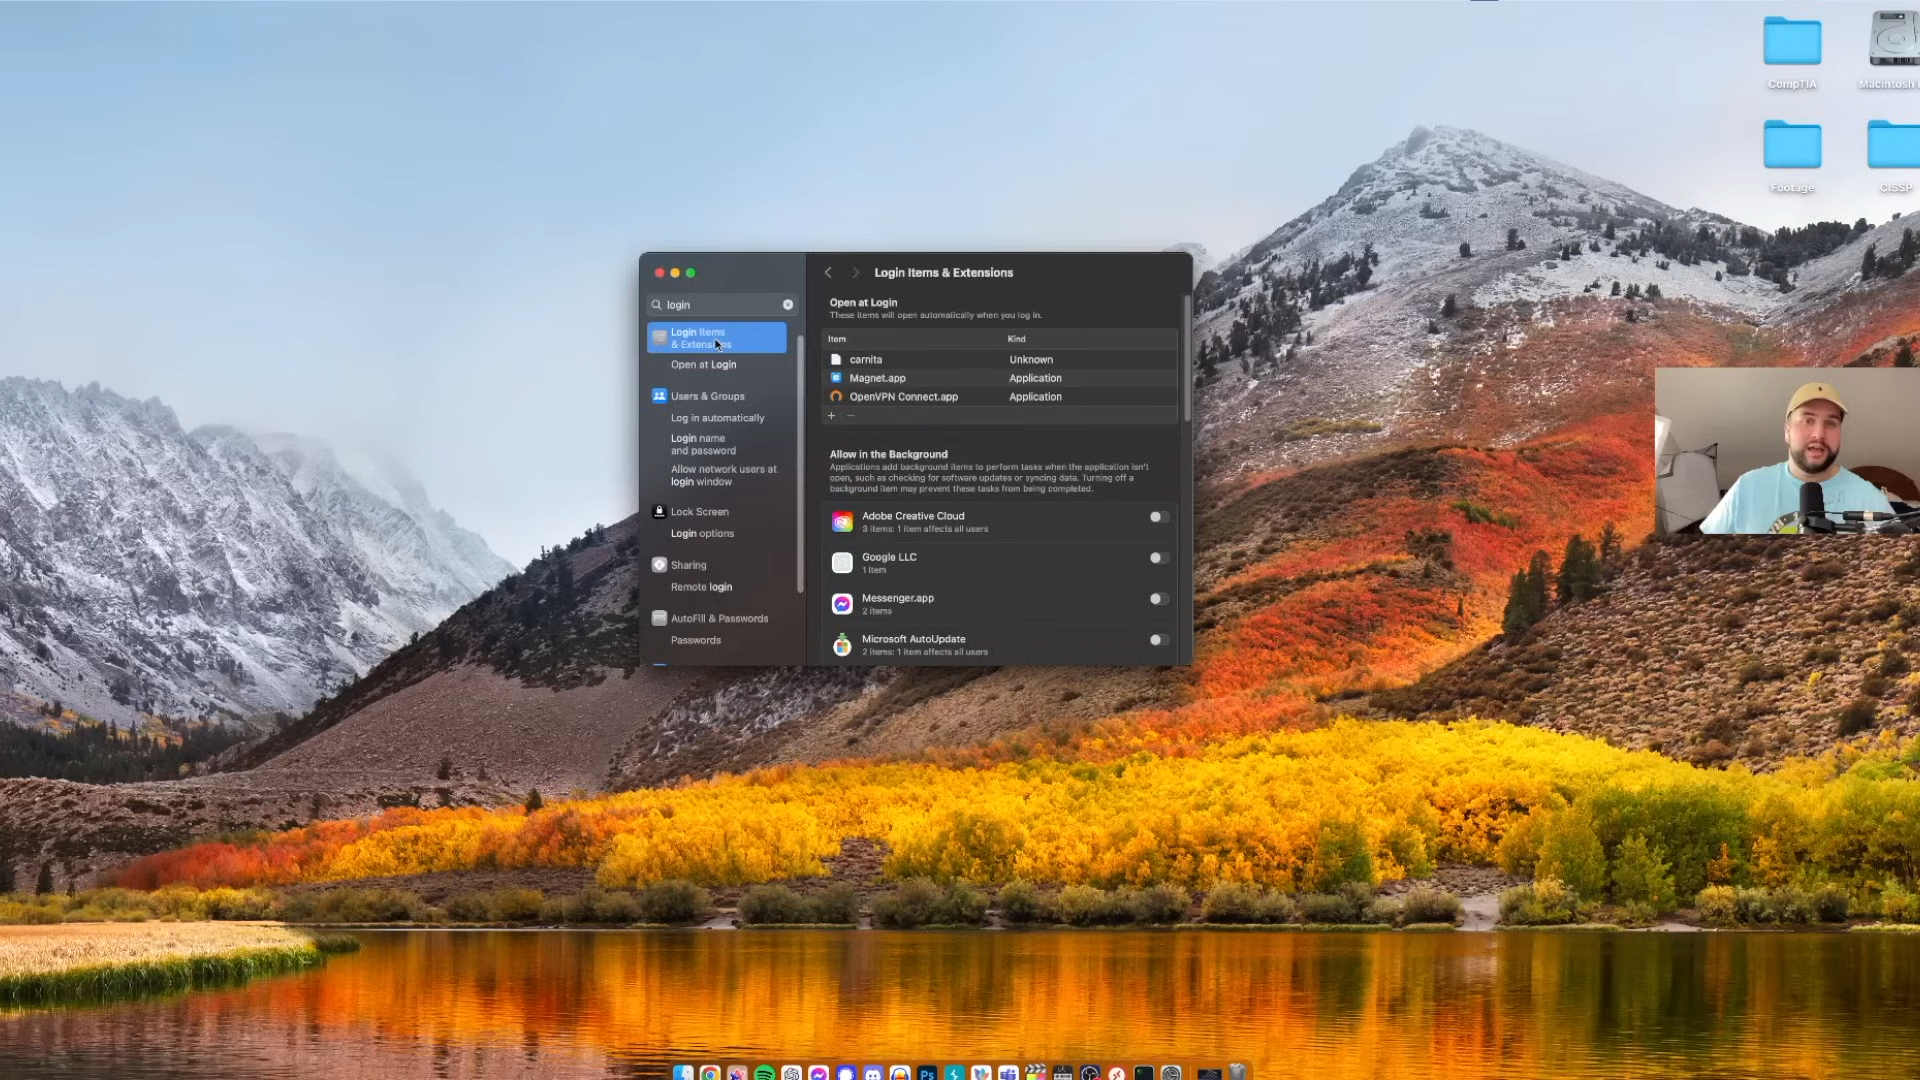 CompTIA
Macintosh
Footage
CISSP
login
Login Items
& Extensions
Open at Login
Users & Groups
Log in automatically
Login name
and password
Allow network users at
login window
Lock Screen
Login options
Sharing
Remote login
AutoFill & Passwords
Passwords
Login Items & Extensions
Open at Login
These items will open automatically when you log in.
Item Kind
carnita Unknown
Magnet.app Application
OpenVPN Connect.app Application
Allow in the Background
Applications add background items to perform tasks when the application isn't
open, such as checking for software updates or syncing data. Turning off a
background item may prevent these tasks from being completed.
Adobe Creative Cloud
3 items: 1 item affects all users
Google LLC
1 item
Messenger.app
2 items
Microsoft AutoUpdate
2 items: 1 item affects all users
Ps